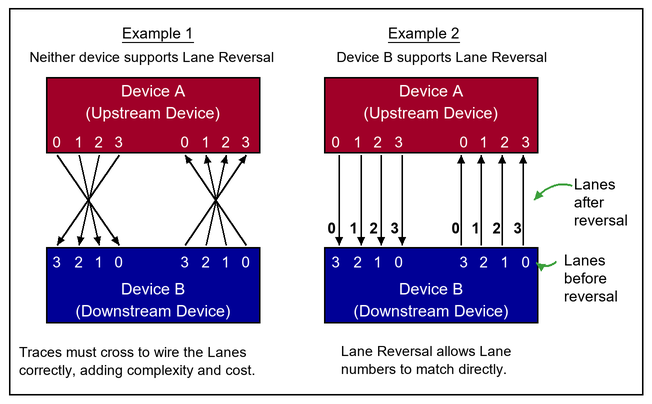 Example 1
Neither device supports Lane Reversal
Device A
(Upstream Device)
0 1 2 3 0 1 2 3
3 2 1 0 3 2 1 0
Device B
(Downstream Device)
Traces must cross to wire the Lanes
correctly, adding complexity and cost.
Example 2
Device B supports Lane Reversal
Device A
(Upstream Device)
0 1 2 3 0 1 2 3
0 1 2 3 0 1 2 3
3 2 1 0 3 2 1 0
Device B
(Downstream Device)
Lane Reversal allows Lane
numbers to match directly.
Lanes
after
reversal
Lanes
before
reversal